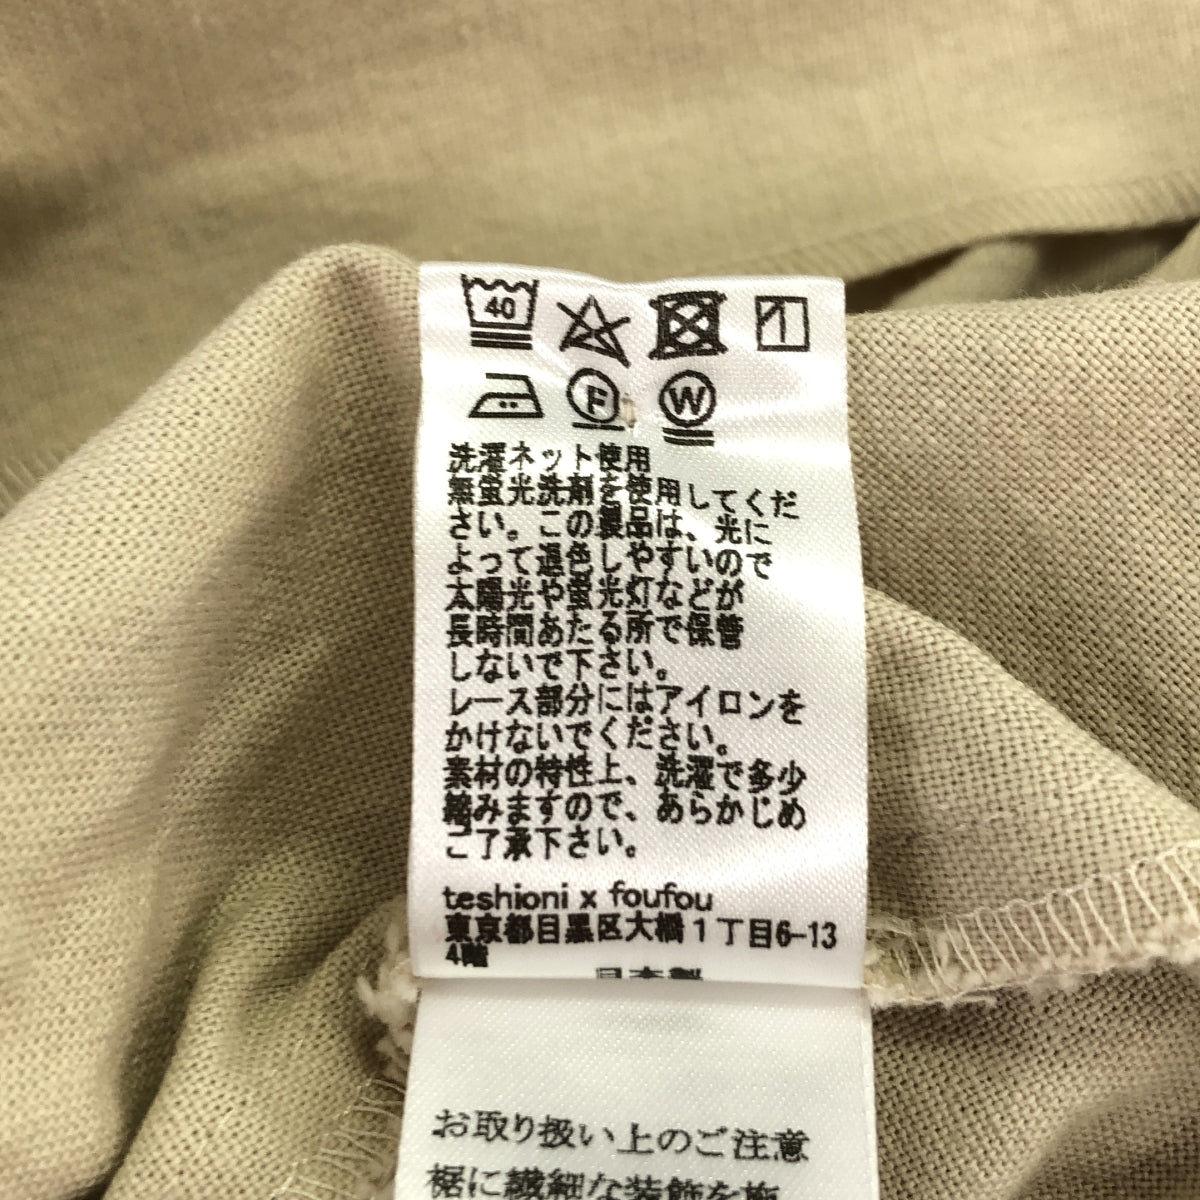 40
F
W
洗濯ネット使用
無蛍光洗剤を使用してくだ
さい。この製品は、光に
よって退色しやすいので
太陽光や蛍光灯などが
長時間あたる所で保管
しないで下さい。
レース部分にはアイロンを
かけないでください。
素材の特性上、洗濯で多少
縮みますので、あらかじめ
ご了承下さい。
teshioni x foufou
東京都目黒区大橋1丁目6-13
4階
日本製
お取り扱い上のご注意
裾に繊細な装飾を施